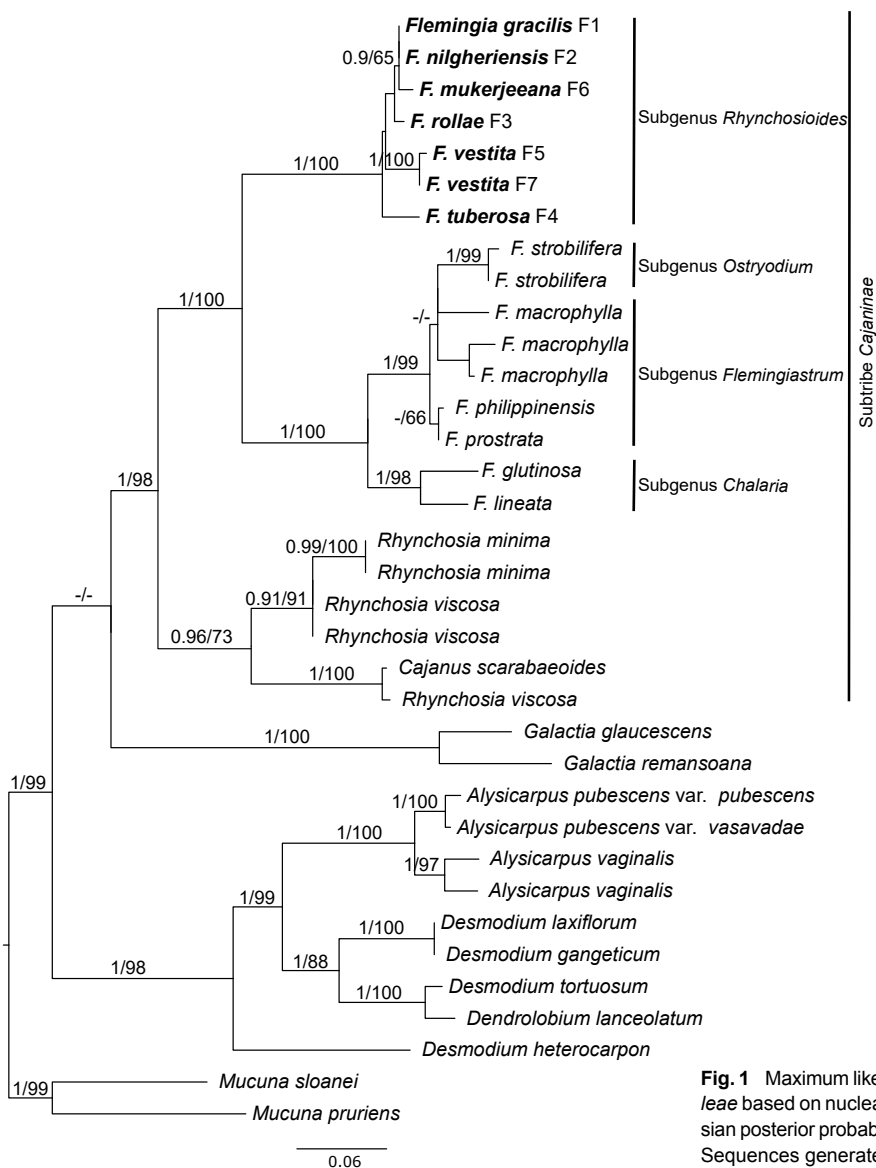 Flemingia gracilis F1
0.9/65
F. nilgheriensis F2
F. mukerjeeana F6
F. rollae F3
Subgenus Rhynchosioides
1/100
1/100
F. vestita F5
F. vestita F7
F. tuberosa F4
1/99
F. strobilifera
F. strobilifera
Subgenus Ostryodium
1/100
-/-
F. macrophylla
F. macrophylla
1/99
F. macrophylla
Subgenus Flemingiastrum
Subtribe Cajaninae
-/66
F. philippinensis
F. prostrata
1/100
1/98
F. glutinosa
F. lineata
Subgenus Chalaria
1/98
0.99/100
Rhynchosia minima
Rhynchosia minima
-/-
0.91/91
Rhynchosia viscosa
Rhynchosia viscosa
0.96/73
1/100
Cajanus scarabaeoides
Rhynchosia viscosa
1/100
Galactia glaucescens
Galactia remansoana
1/99
1/100
Alysicarpus pubescens var. pubescens
Alysicarpus pubescens var. vasavadae
1/100
1/97
Alysicarpus vaginalis
Alysicarpus vaginalis
1/99
1/100
Desmodium laxiflorum
Desmodium gangeticum
1/98
1/88
1/100
Desmodium tortuosum
Dendrolobium lanceolatum
Desmodium heterocarpon
1/99
Mucuna sloanei
Mucuna pruriens
0.06
Fig. 1 Maximum like
leae based on nuclea
sian posterior probab
Sequences generate